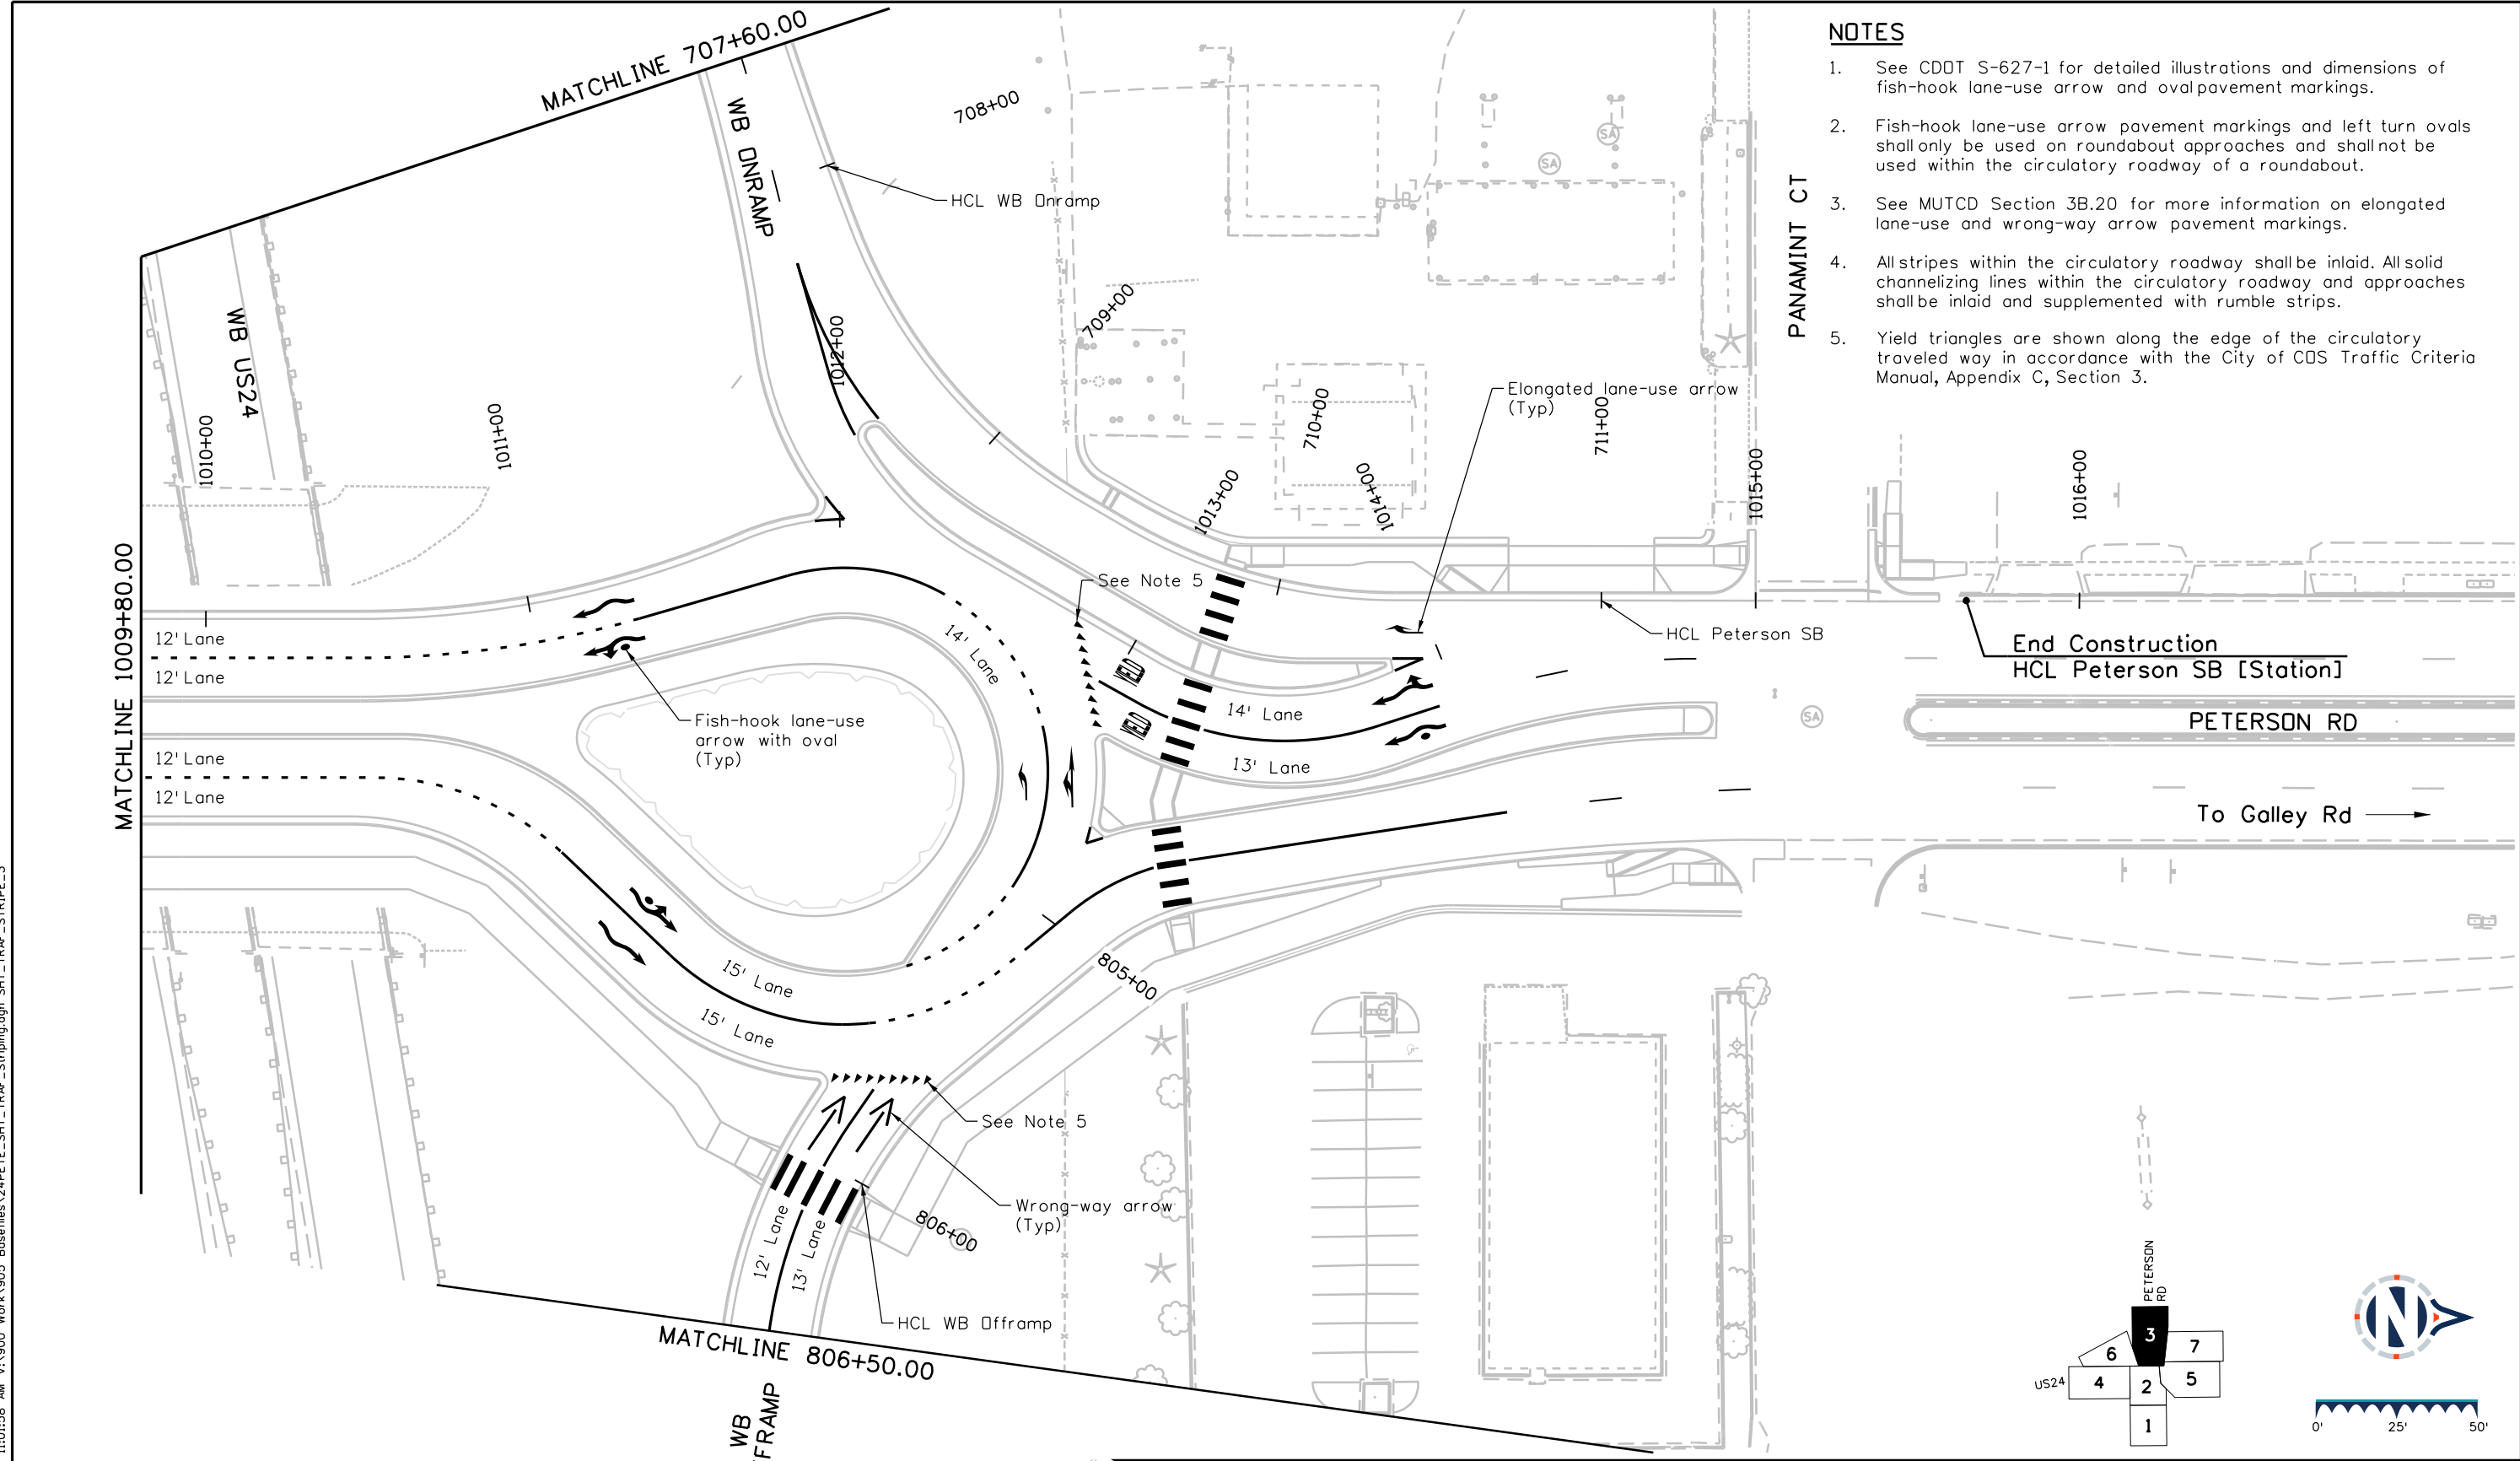 MATCHLINE 707+60.00
WB ONRAMP
708+00
HCL WB Onramp
WB US24
1010+00
1011+00
1012+00
709+00
710+00
711+00
1013+00
1014+00
1015+00
1016+00
PANAMINT CT
NOTES
1. See CDOT S-627-1 for detailed illustrations and dimensions of
fish-hook lane-use arrow and oval pavement markings.
2. Fish-hook lane-use arrow pavement markings and left turn ovals
shall only be used on roundabout approaches and shall not be
used within the circulatory roadway of a roundabout.
3. See MUTCD Section 3B.20 for more information on elongated
lane-use and wrong-way arrow pavement markings.
4. All stripes within the circulatory roadway shall be inlaid. All solid
channelizing lines within the circulatory roadway and approaches
shall be inlaid and supplemented with rumble strips.
5. Yield triangles are shown along the edge of the circulatory
traveled way in accordance with the City of COS Traffic Criteria
Manual, Appendix C, Section 3.
SA
SA
Elongated lane-use arrow
(Typ)
See Note 5
HCL Peterson SB
End Construction
HCL Peterson SB [Station]
MATCHLINE 1009+80.00
12' Lane
12' Lane
12' Lane
12' Lane
14' Lane
Fish-hook lane-use
arrow with oval
(Typ)
14' Lane
13' Lane
SA
PETERSON RD
To Galley Rd
15' Lane
15' Lane
805+00
See Note 5
Wrong-way arrow
(Typ)
806+00
12' Lane
13' Lane
HCL WB Offramp
MATCHLINE 806+50.00
WB
FRAMP
PETERSON
RD
3
6
7
US24
4
2
5
1
N
0'
25'
50'